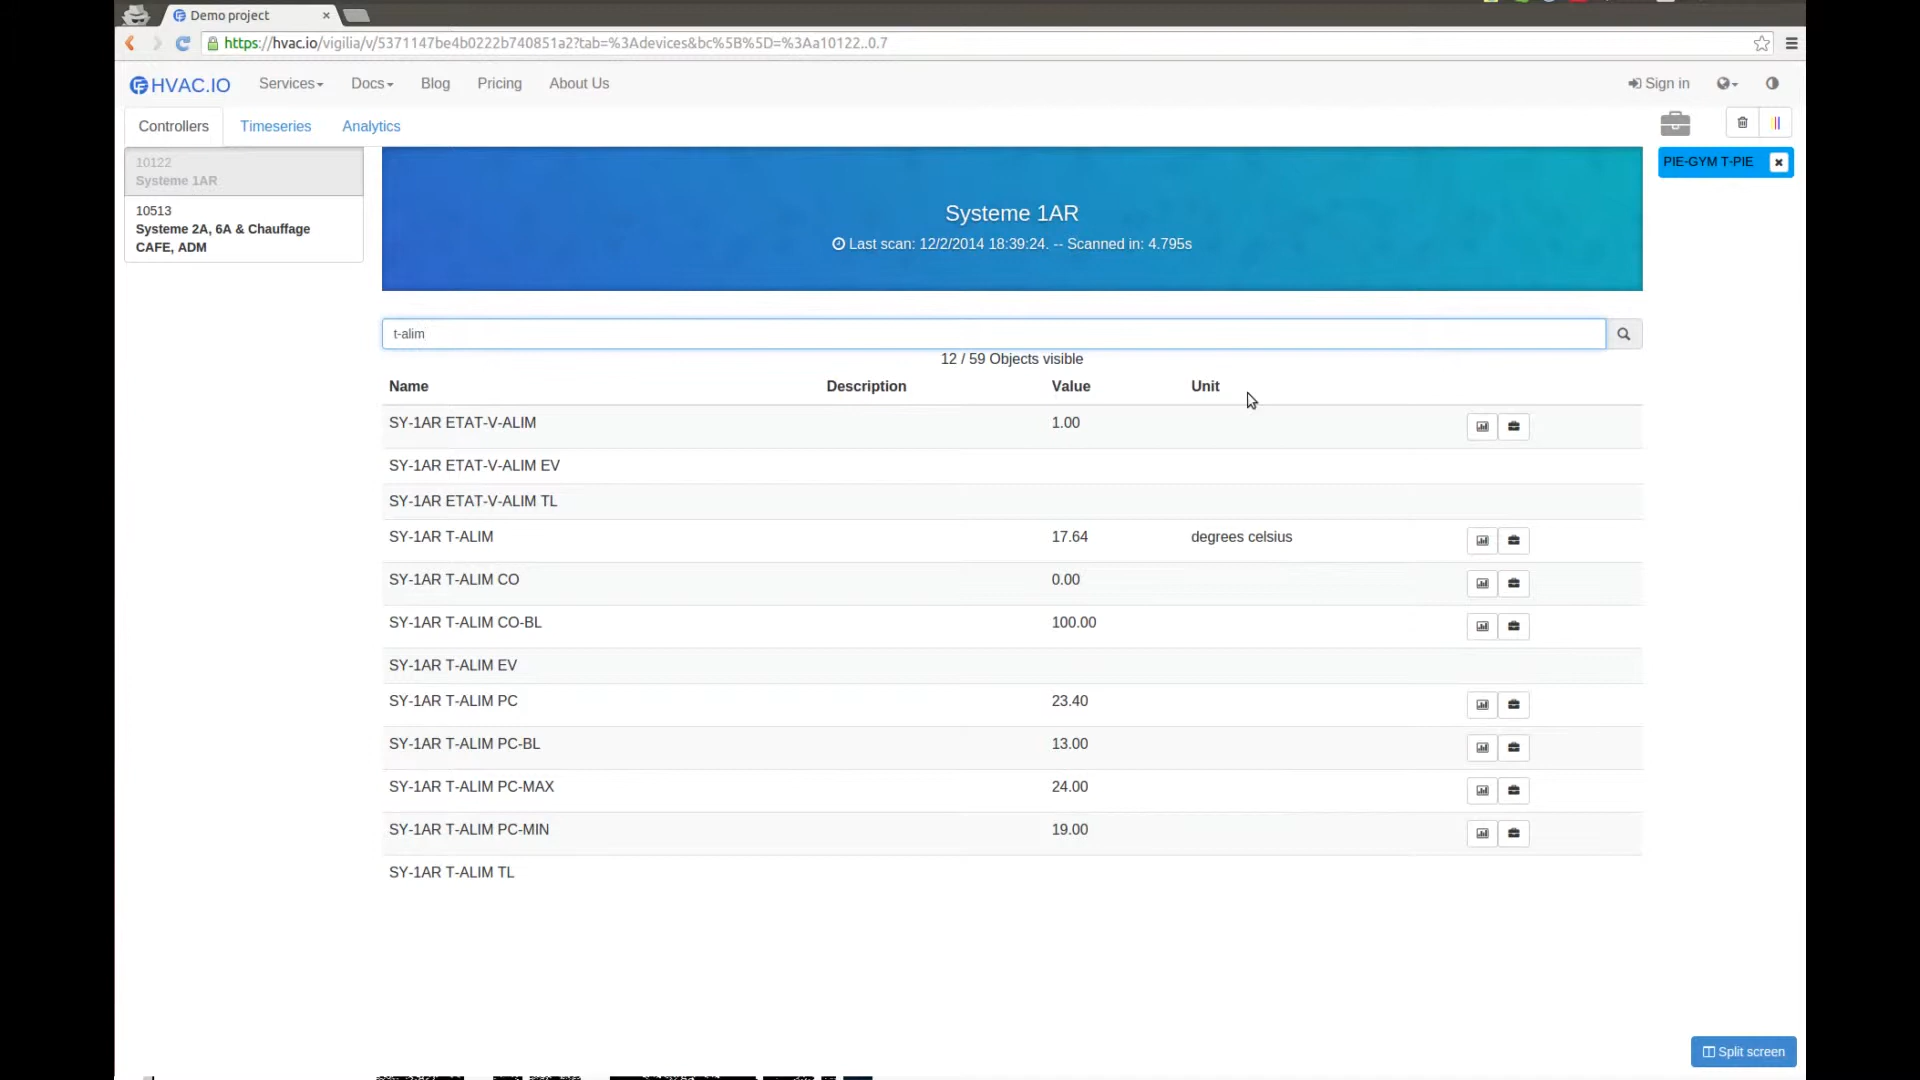 Demo project
https://hvac.io/vigilia/v/5371147be4b0222b740851a2?tab=%3Adevices&bc%5B%5D=%3Aa10122..0.7
HVAC.IO Services Docs Blog Pricing About Us Sign in
Controllers Timeseries Analytics
10122
Systeme 1AR
10513
Systeme 2A, 6A & Chauffage
CAFE, ADM
Systeme 1AR
Last scan: 12/2/2014 18:39:24. -- Scanned in: 4.795s
PIE-GYM T-PIE
t-alim
12 / 59 Objects visible
Name Description Value Unit
SY-1AR ETAT-V-ALIM 1.00
SY-1AR ETAT-V-ALIM EV
SY-1AR ETAT-V-ALIM TL
SY-1AR T-ALIM 17.64 degrees celsius
SY-1AR T-ALIM CO 0.00
SY-1AR T-ALIM CO-BL 100.00
SY-1AR T-ALIM EV
SY-1AR T-ALIM PC 23.40
SY-1AR T-ALIM PC-BL 13.00
SY-1AR T-ALIM PC-MAX 24.00
SY-1AR T-ALIM PC-MIN 19.00
SY-1AR T-ALIM TL
Split screen